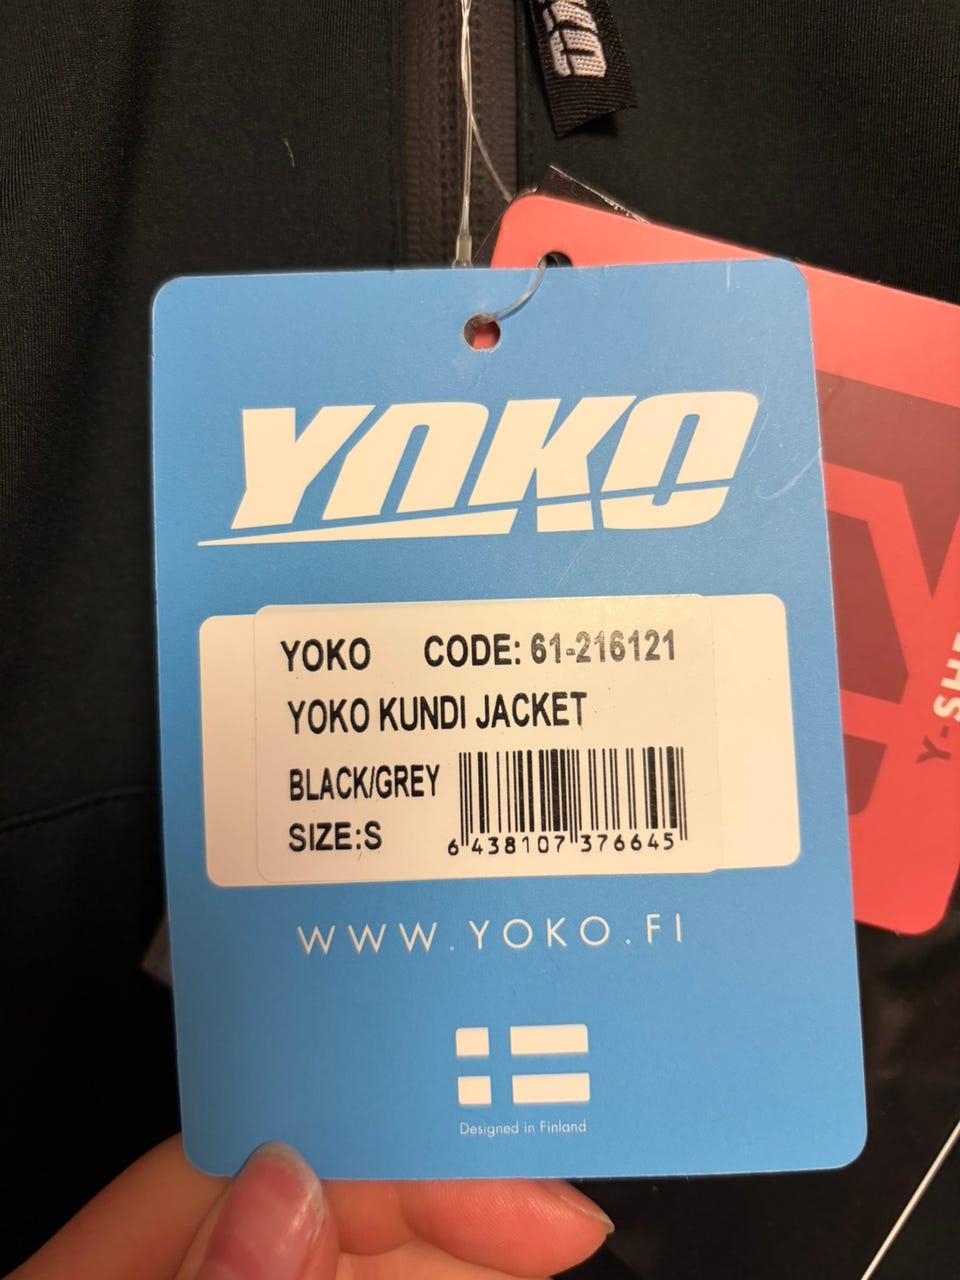 YOKO
YOKO CODE: 61-216121
YOKO KUNDI JACKET
BLACK/GREY
SIZE:S
6 438107 376645
WWW.YOKO.FI
Designed in Finland